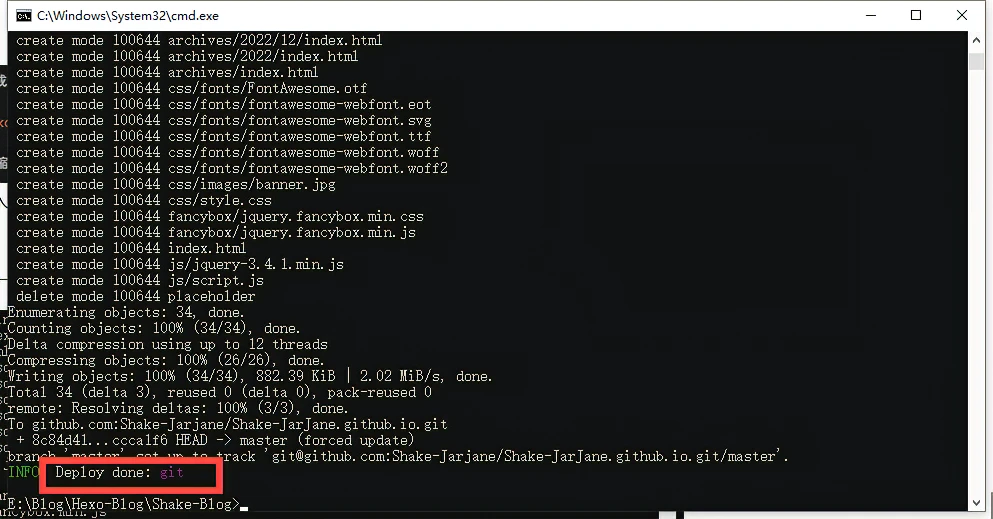 C:\Windows\System32\cmd.exe
create mode 100644 archives/2022/12/index.html
create mode 100644 archives/2022/index.html
create mode 100644 archives/index.html
create mode 100644 css/fonts/FontAwesome.otf
create mode 100644 css/fonts/fontawesome-webfont.eot
create mode 100644 css/fonts/fontawesome-webfont.svg
create mode 100644 css/fonts/fontawesome-webfont.ttf
create mode 100644 css/fonts/fontawesome-webfont.woff
create mode 100644 css/fonts/fontawesome-webfont.woff2
create mode 100644 css/images/banner.jpg
create mode 100644 css/style.css
create mode 100644 fancybox/jquery.fancybox.min.css
create mode 100644 fancybox/jquery.fancybox.min.js
create mode 100644 index.html
create mode 100644 js/jquery-3.4.1.min.js
create mode 100644 js/script.js
delete mode 100644 placeholder
Enumerating objects: 34, done.
Counting objects: 100% (34/34), done.
Delta compression using up to 12 threads
Compressing objects: 100% (26/26), done.
Writing objects: 100% (34/34), 882.39 KiB | 2.02 MiB/s, done.
Total 34 (delta 3), reused 0 (delta 0), pack-reused 0
remote: Resolving deltas: 100% (3/3), done.
To github.com:Shake-Jarjane/Shake-JarJane.github.io.git
+ 8c84d41...ccca1f6 HEAD -> master (forced update)
branch 'master' set up to track 'git@github.com:Shake-Jarjane/Shake-JarJane.github.io.git/master'.
INFO Deploy done: git
E:\Blog\Hexo-Blog\Shake-Blog>